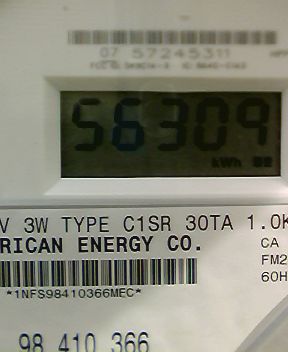 07 57245311
56309
kWh
V 3W TYPE C1SR 30TA 1.0K
RICAN ENERGY CO.
CA
FM2
60H
*1NFS98410366MEC*
98 410 366